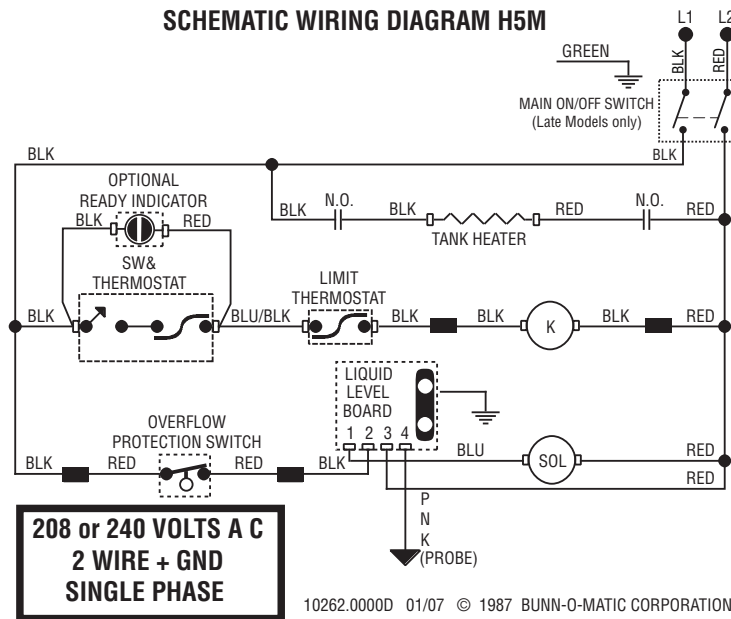 SCHEMATIC WIRING DIAGRAM H5M
L1 L2
GREEN
BLK
RED
MAIN ON/OFF SWITCH
(Late Models only)
BLK
BLK
OPTIONAL
READY INDICATOR
BLK RED
BLK N.O. BLK RED N.O. RED
TANK HEATER
SW&
THERMOSTAT
LIMIT
THERMOSTAT
BLK BLU/BLK BLK BLK K BLK RED
LIQUID
LEVEL
BOARD
1 2 3 4
OVERFLOW
PROTECTION SWITCH
BLU SOL RED
BLK RED RED BLK
RED
P
N
K
(PROBE)
208 or 240 VOLTS A C
2 WIRE + GND
SINGLE PHASE
10262.0000D 01/07 © 1987 BUNN-O-MATIC CORPORATION